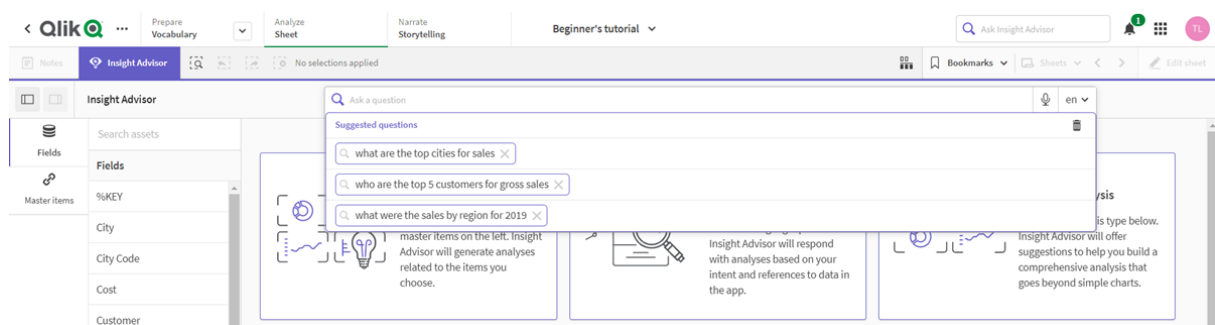 Qlik
Prepare
Vocabulary
Analyze
Sheet
Narrate
Storytelling
Beginner's tutorial
Ask Insight Advisor
1
TL
Notes
Insight Advisor
No selections applied
Bookmarks
Sheets
Edit sheet
Insight Advisor
Ask a question
en
Fields
Master items
Search assets
Fields
%KEY
City
City Code
Cost
Customer
Suggested questions
what are the top cities for sales
who are the top 5 customers for gross sales
what were the sales by region for 2019
master items on the left. Insight
Advisor will generate analyses
related to the items you
choose.
Insight Advisor will respond
with analyses based on your
intent and references to data in
the app.
is type below.
Insight Advisor will offer
suggestions to help you build a
comprehensive analysis that
goes beyond simple charts.